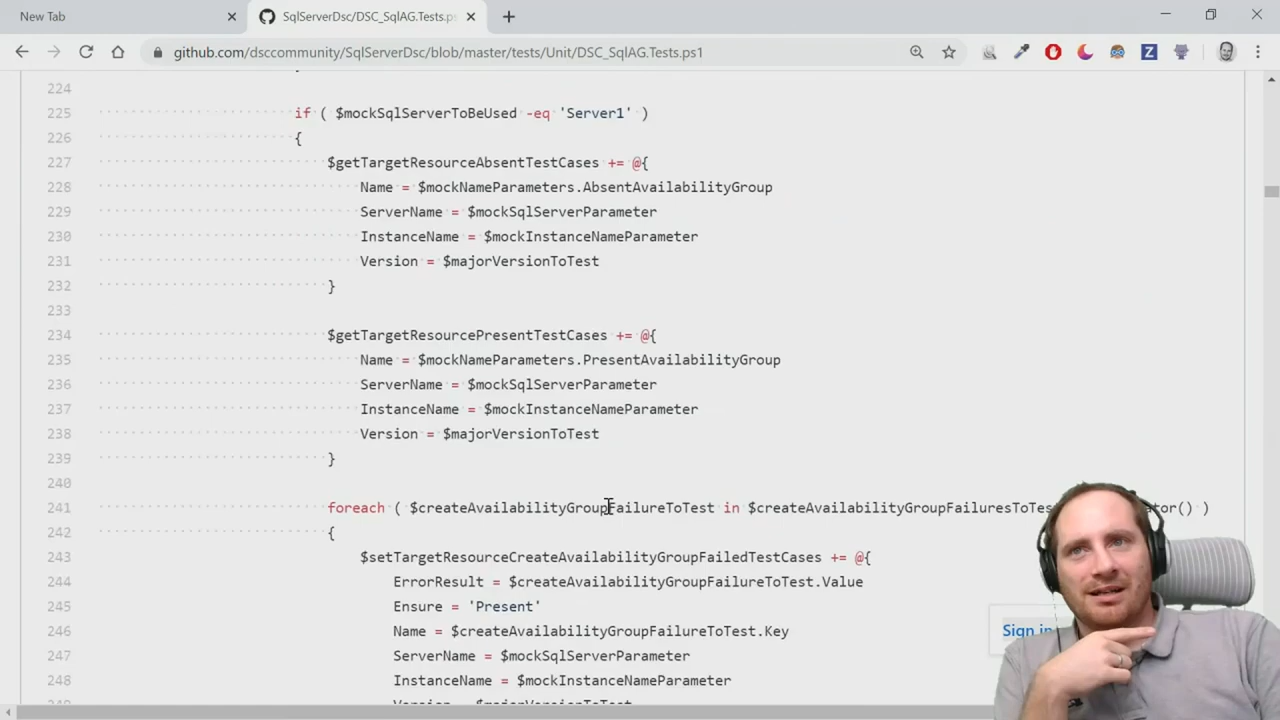 New Tab
SqlServerDsc/DSC_SqlAG.Tests.ps
github.com/dsccommunity/SqlServerDsc/blob/master/tests/Unit/DSC_SqlAG.Tests.ps1
224
225 if ( $mockSqlServerToBeUsed -eq 'Server1' )
226 {
227 $getTargetResourceAbsentTestCases += @{
228 Name = $mockNameParameters.AbsentAvailabilityGroup
229 ServerName = $mockSqlServerParameter
230 InstanceName = $mockInstanceNameParameter
231 Version = $majorVersionToTest
232 }
233
234 $getTargetResourcePresentTestCases += @{
235 Name = $mockNameParameters.PresentAvailabilityGroup
236 ServerName = $mockSqlServerParameter
237 InstanceName = $mockInstanceNameParameter
238 Version = $majorVersionToTest
239 }
240
241 foreach ( $createAvailabilityGroupFailureToTest in $createAvailabilityGroupFailuresToTes tor() )
242 {
243 $setTargetResourceCreateAvailabilityGroupFailedTestCases += @{
244 ErrorResult = $createAvailabilityGroupFailureToTest.Value
245 Ensure = 'Present'
246 Name = $createAvailabilityGroupFailureToTest.Key
Sign in
247 ServerName = $mockSqlServerParameter
248 InstanceName = $mockInstanceNameParameter